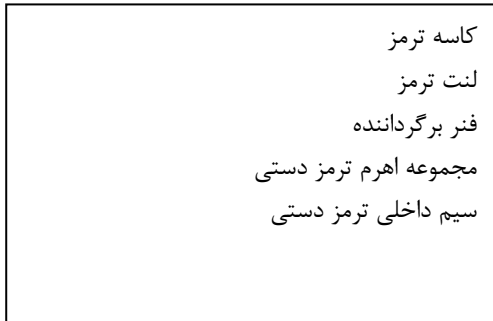 کاسه ترمز
لنت ترمز
فنر برگرداننده
مجموعه اهرم ترمز دستی
سیم داخلی ترمز دستی